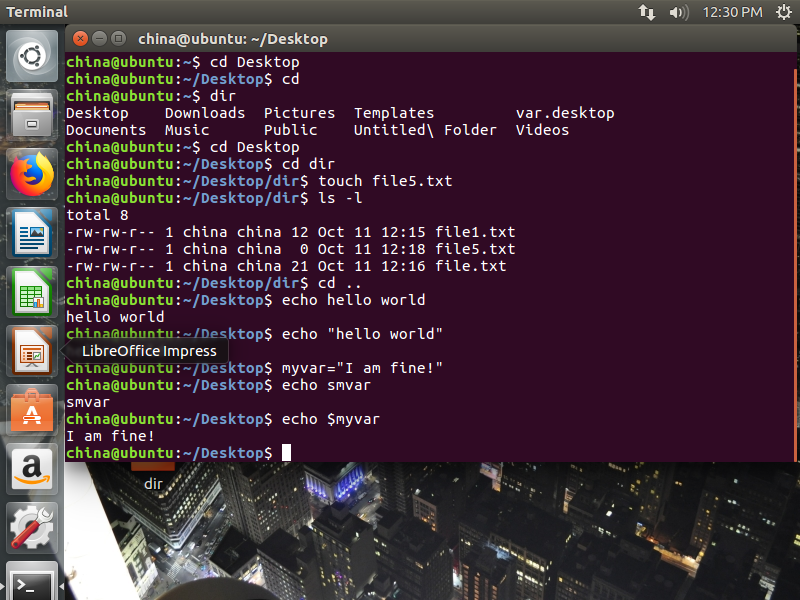 Terminal
12:30 PM
china@ubuntu: ~/Desktop
china@ubuntu:~$ cd Desktop
china@ubuntu:~/Desktop$ cd
china@ubuntu:~$ dir
Desktop    Downloads  Pictures  Templates         var.desktop
Documents  Music      Public    Untitled\ Folder  Videos
china@ubuntu:~$ cd Desktop
china@ubuntu:~/Desktop$ cd dir
china@ubuntu:~/Desktop/dir$ touch file5.txt
china@ubuntu:~/Desktop/dir$ ls -l
total 8
-rw-rw-r-- 1 china china 12 Oct 11 12:15 file1.txt
-rw-rw-r-- 1 china china  0 Oct 11 12:18 file5.txt
-rw-rw-r-- 1 china china 21 Oct 11 12:16 file.txt
china@ubuntu:~/Desktop/dir$ cd ..
china@ubuntu:~/Desktop$ echo hello world
hello world
china@ubuntu:~/Desktop$ echo "hello world"
LibreOffice Impress
china@ubuntu:~/Desktop$ myvar="I am fine!"
china@ubuntu:~/Desktop$ echo smvar
smvar
china@ubuntu:~/Desktop$ echo $myvar
I am fine!
china@ubuntu:~/Desktop$
dir